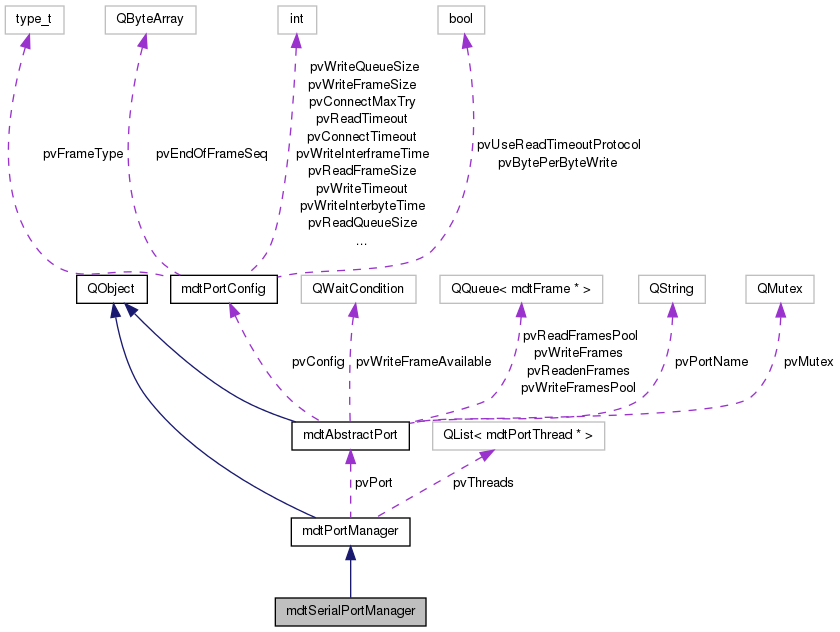 type_t
QByteArray
int
bool
pvWriteQueueSize
pvWriteFrameSize
pvConnectMaxTry
pvReadTimeout
pvConnectTimeout
pvWriteInterframeTime
pvReadFrameSize
pvWriteTimeout
pvWriteInterbyteTime
pvReadQueueSize
...
pvFrameType
pvEndOfFrameSeq
pvUseReadTimeoutProtocol
pvBytePerByteWrite
QObject
mdtPortConfig
QWaitCondition
QQueue< mdtFrame * >
QString
QMutex
pvConfig
pvWriteFrameAvailable
pvReadFramesPool
pvWriteFrames
pvReadenFrames
pvWriteFramesPool
pvPortName
pvMutex
mdtAbstractPort
QList< mdtPortThread * >
pvPort
pvThreads
mdtPortManager
mdtSerialPortManager